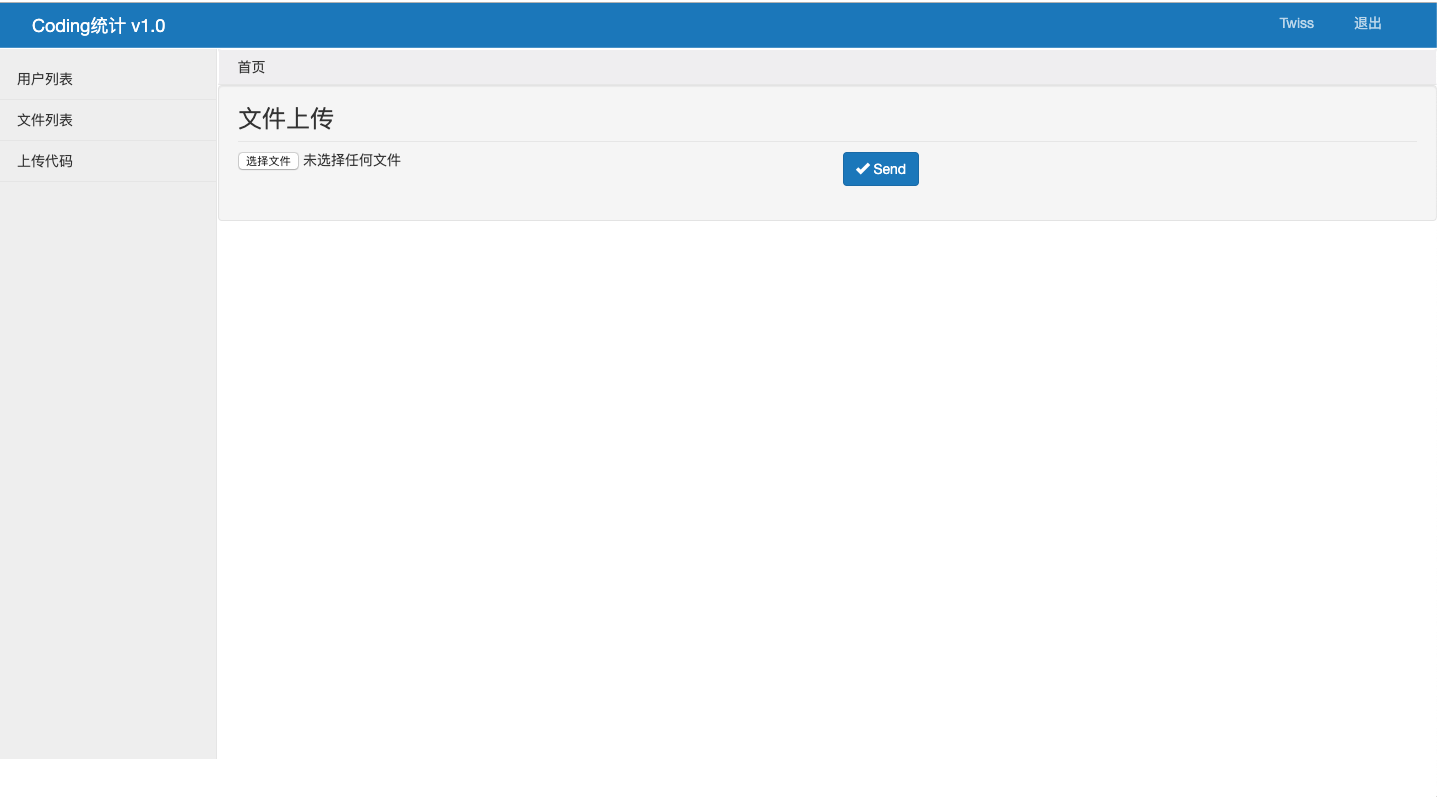 Coding统计 v1.0
Twiss 退出
用户列表
文件列表
上传代码
首页
文件上传
选择文件 未选择任何文件
Send